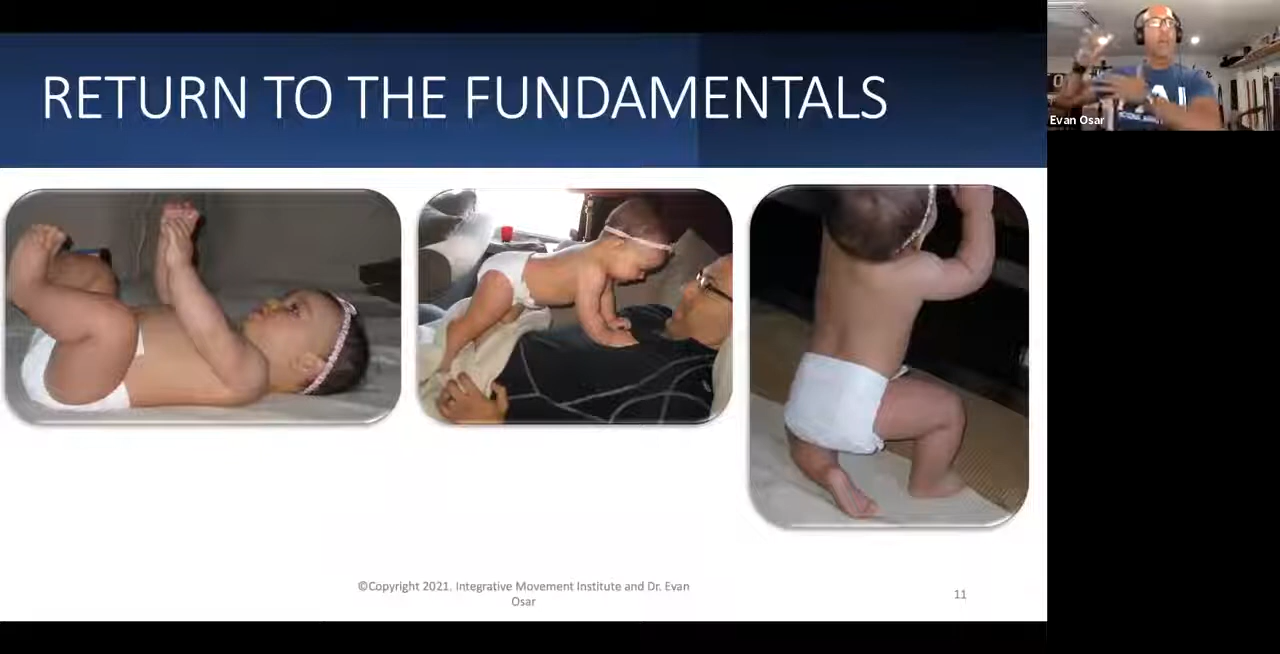 RETURN TO THE FUNDAMENTALS
Evan Osar
©Copyright 2021, Integrative Movement Institute and Dr. Evan
Osar
11